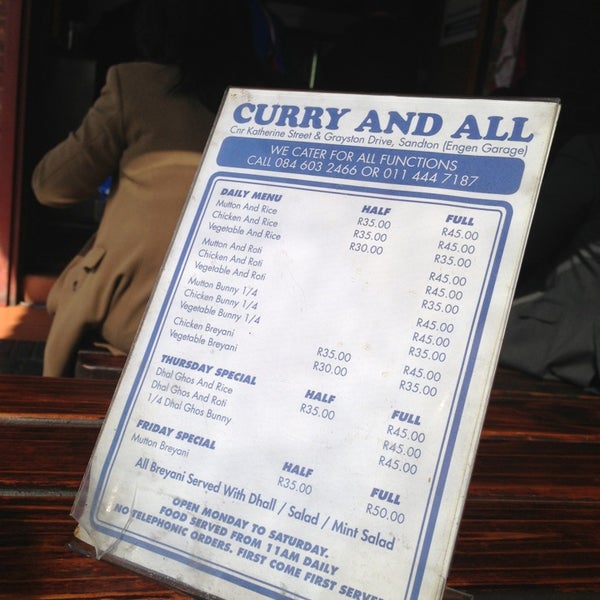 CURRY AND ALL
Cnr Katherine Street & Grayston Drive, Sandton (Engen Garage)
WE CATER FOR ALL FUNCTIONS
CALL 084 603 2466 OR 011 444 7187
DAILY MENU HALF FULL
Mutton And Rice R35.00 R45.00
Chicken And Rice R35.00 R45.00
Vegetable And Rice R30.00 R35.00
Mutton And Roti R45.00
Chicken And Roti R45.00
Vegetable And Roti R35.00
Mutton Bunny 1/4 R45.00
Chicken Bunny 1/4 R45.00
Vegetable Bunny 1/4 R35.00
Chicken Breyani R35.00 R45.00
Vegetable Breyani R30.00 R35.00
THURSDAY SPECIAL HALF FULL
Dhal Ghos And Rice R35.00 R45.00
Dhal Ghos And Roti R45.00
1/4 Dhal Ghos Bunny R45.00
FRIDAY SPECIAL HALF FULL
Mutton Breyani R35.00 R50.00
All Breyani Served With Dhall / Salad / Mint Salad
OPEN MONDAY TO SATURDAY.
FOOD SERVED FROM 11AM DAILY
NO TELEPHONIC ORDERS. FIRST COME FIRST SERVE